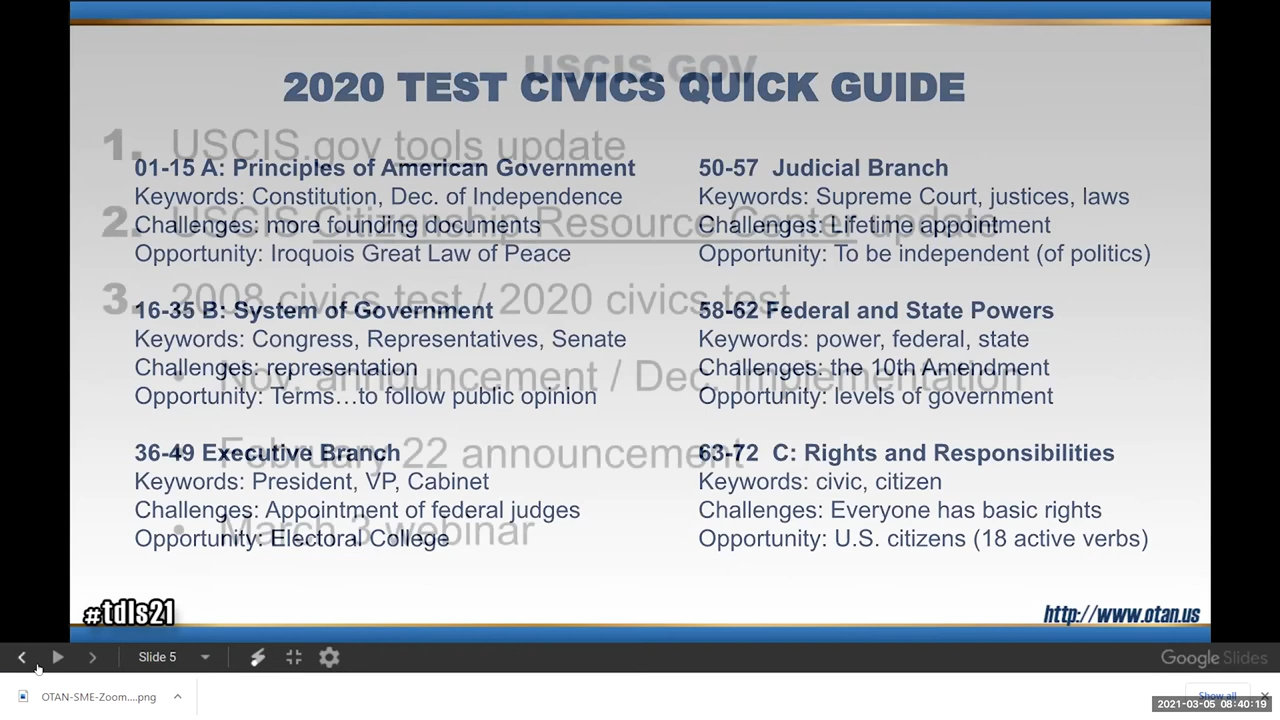 USCIS GOV
2020 TEST CIVICS QUICK GUIDE
1. USCIS.gov tools update
2. USCIS Citizenship Resource Center update
3. 2008 civics test / 2020 civics test
• Nov. announcement / Dec. implementation
• February 22 announcement
• March 3 webinar
01-15 A: Principles of American Government
Keywords: Constitution, Dec. of Independence
Challenges: more founding documents
Opportunity: Iroquois Great Law of Peace
16-35 B: System of Government
Keywords: Congress, Representatives, Senate
Challenges: representation
Opportunity: Terms…to follow public opinion
36-49 Executive Branch
Keywords: President, VP, Cabinet
Challenges: Appointment of federal judges
Opportunity: Electoral College
50-57 Judicial Branch
Keywords: Supreme Court, justices, laws
Challenges: Lifetime appointment
Opportunity: To be independent (of politics)
58-62 Federal and State Powers
Keywords: power, federal, state
Challenges: the 10th Amendment
Opportunity: levels of government
63-72 C: Rights and Responsibilities
Keywords: civic, citizen
Challenges: Everyone has basic rights
Opportunity: U.S. citizens (18 active verbs)
#tdls21
http://www.otan.us
Slide 5
Google Slides
OTAN-SME-Zoom....png
Show all
2021-03-05 08:40:19